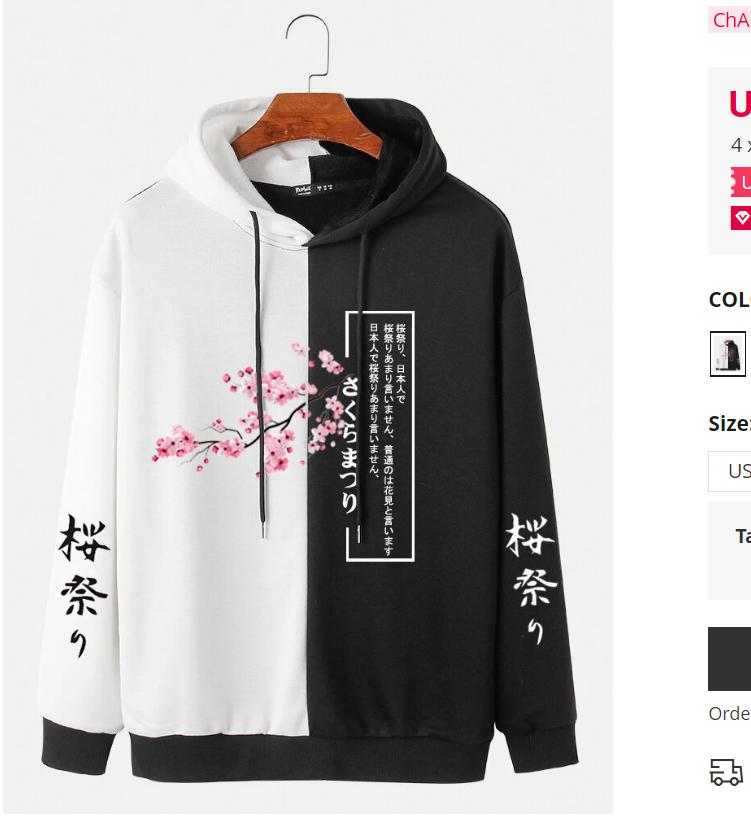 桜祭り、日本人で
桜祭りあまり言いません、普通のは花見と言います
日本人で桜祭りあまり言いません、
さくらまつり
桜祭り
桜祭り
ChA
U
4 x
U
COL
Size:
US
Ta
Orde